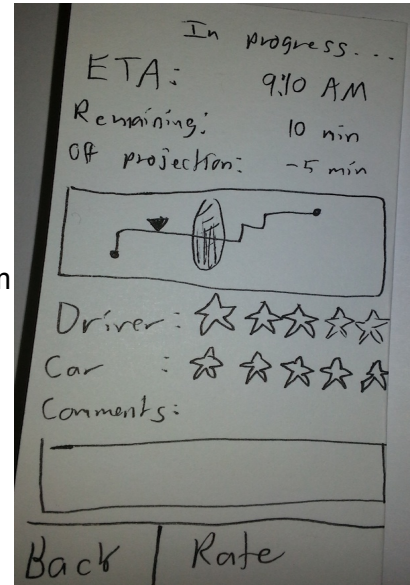 In progress...
ETA: 9:10 AM
Remaining: 10 min
Off projection: -5 min
Driver:
Car :
Comments:
Back | Rate